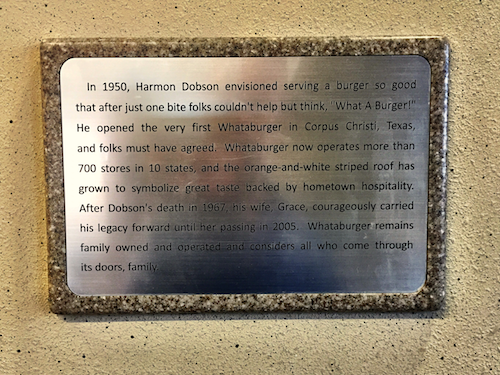 In 1950, Harmon Dobson envisioned serving a burger so good
that after just one bite folks couldn't help but think, "What A Burger!"
He opened the very first Whataburger in Corpus Christi, Texas,
and folks must have agreed. Whataburger now operates more than
700 stores in 10 states, and the orange-and-white striped roof has
grown to symbolize great taste backed by hometown hospitality.
After Dobson's death in 1967, his wife, Grace, courageously carried
his legacy forward until her passing in 2005. Whataburger remains
family owned and operated and considers all who come through
its doors, family.